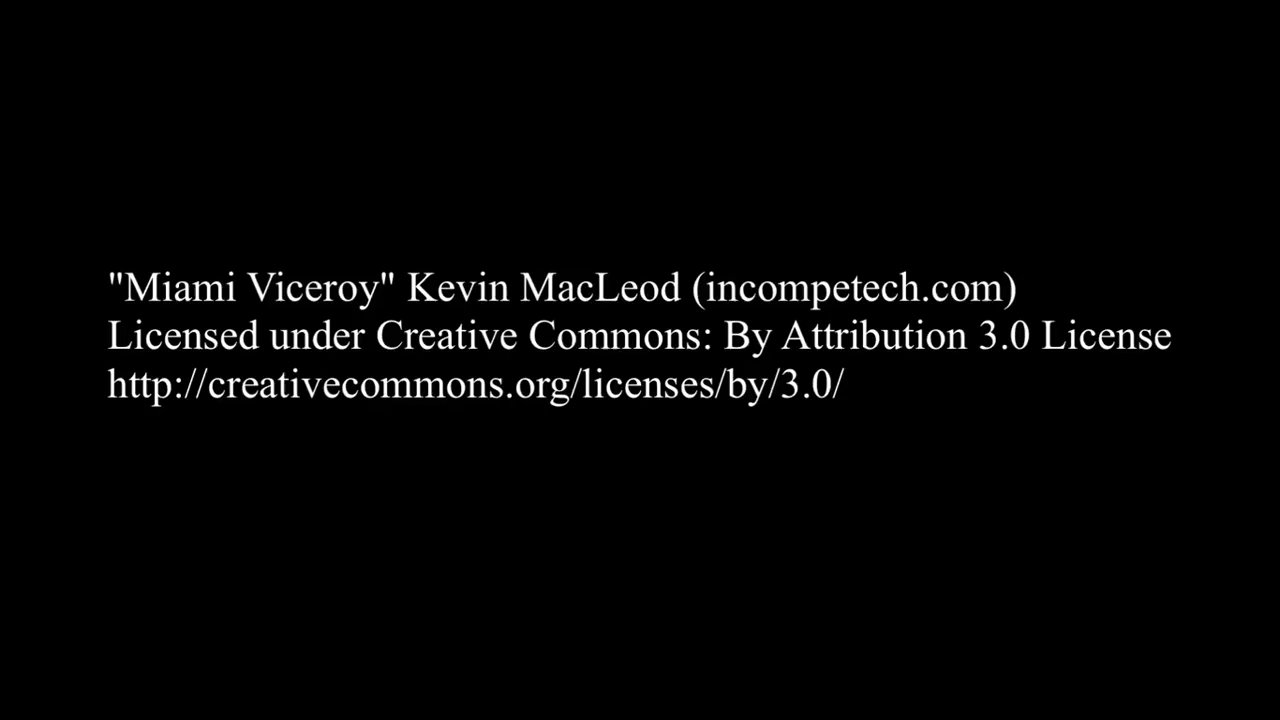 "Miami Viceroy" Kevin MacLeod (incompetech.com)
Licensed under Creative Commons: By Attribution 3.0 License
http://creativecommons.org/licenses/by/3.0/